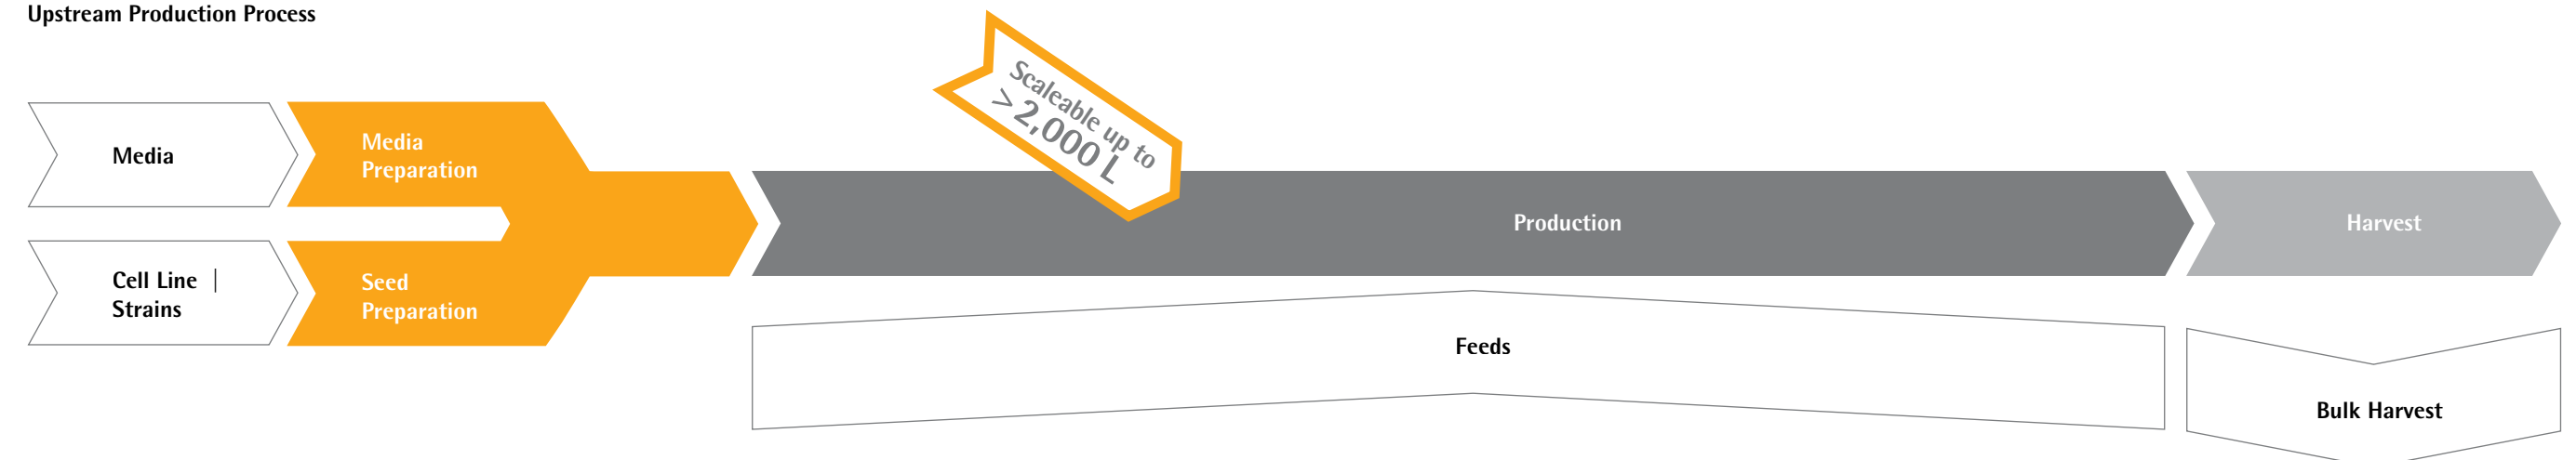 Upstream Production Process
Scaleable up to
> 2,000 L
Media
Media
Preparation
Production
Harvest
Cell Line |
Strains
Seed
Preparation
Feeds
Bulk Harvest